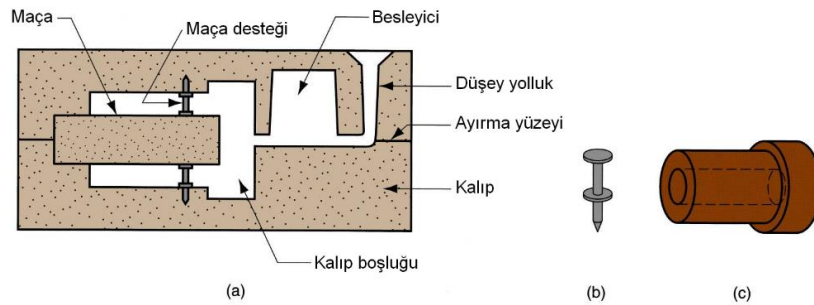 Maça
Maça desteği
Besleyici
Düşey yolluk
Ayırma yüzeyi
Kalıp
Kalıp boşluğu
(a)
(b)
(c)